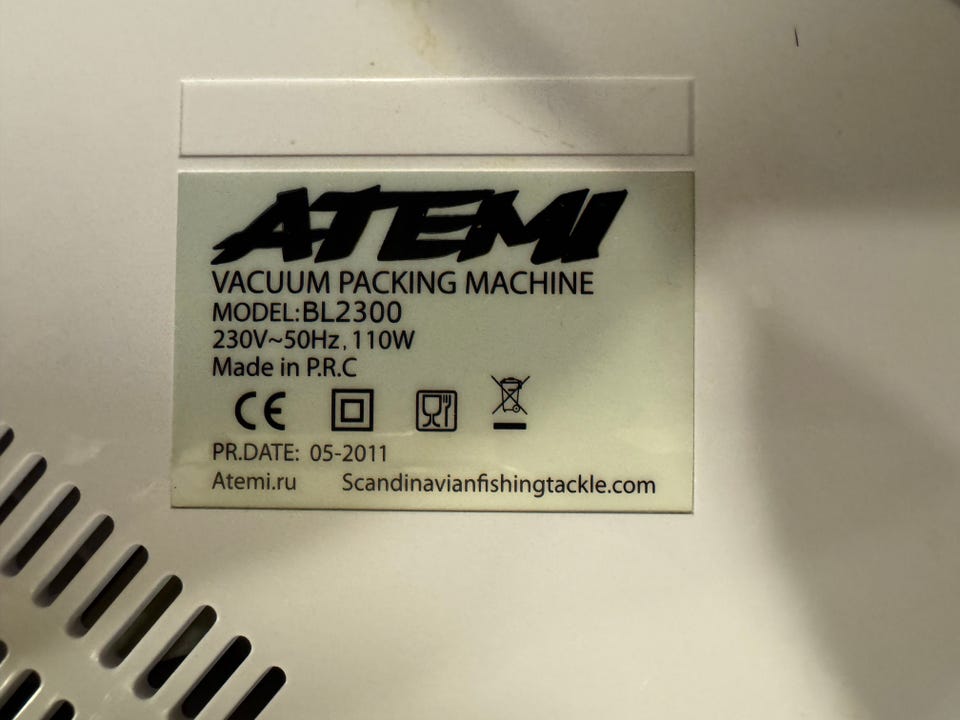 ATEMI
VACUUM PACKING MACHINE
MODEL:BL2300
230V~50Hz, 110W
Made in P.R.C
CE
PR.DATE: 05-2011
Atemi.ru Scandinavianfishingtackle.com